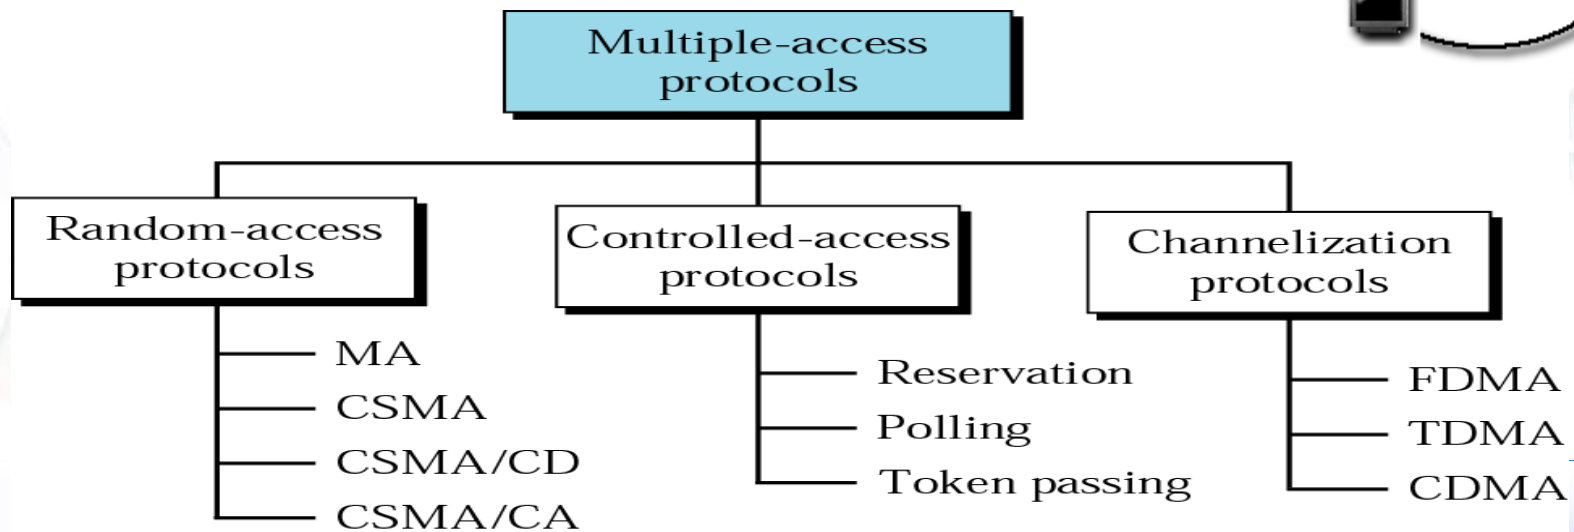 Multiple-access
protocols
Random-access
protocols
MA
CSMA
CSMA/CD
CSMA/CA
Controlled-access
protocols
Reservation
Polling
Token passing
Channelization
protocols
FDMA
TDMA
CDMA